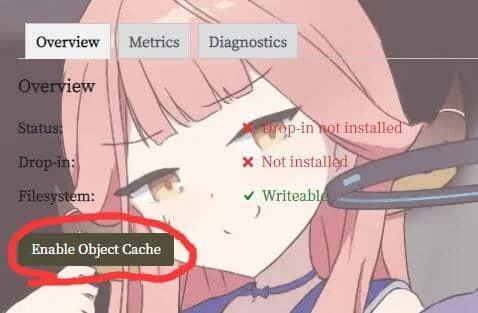 Overview Metrics Diagnostics
Overview
Status: Drop-in not installed
Drop-in: Not installed
Filesystem: Writeable
Enable Object Cache